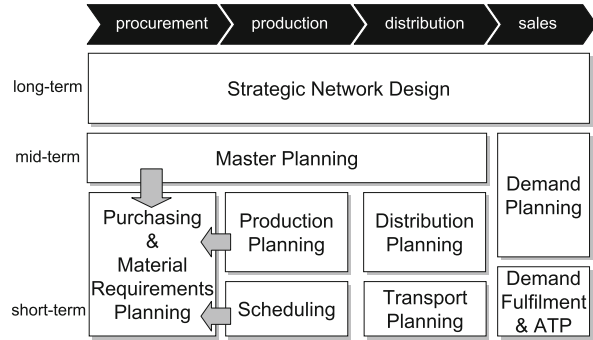 procurement
production
distribution
sales
long-term
Strategic Network Design
mid-term
Master Planning
Demand
Planning
Purchasing
&
Material
Requirements
Planning
Production
Planning
Distribution
Planning
short-term
Scheduling
Transport
Planning
Demand
Fulfilment
& ATP